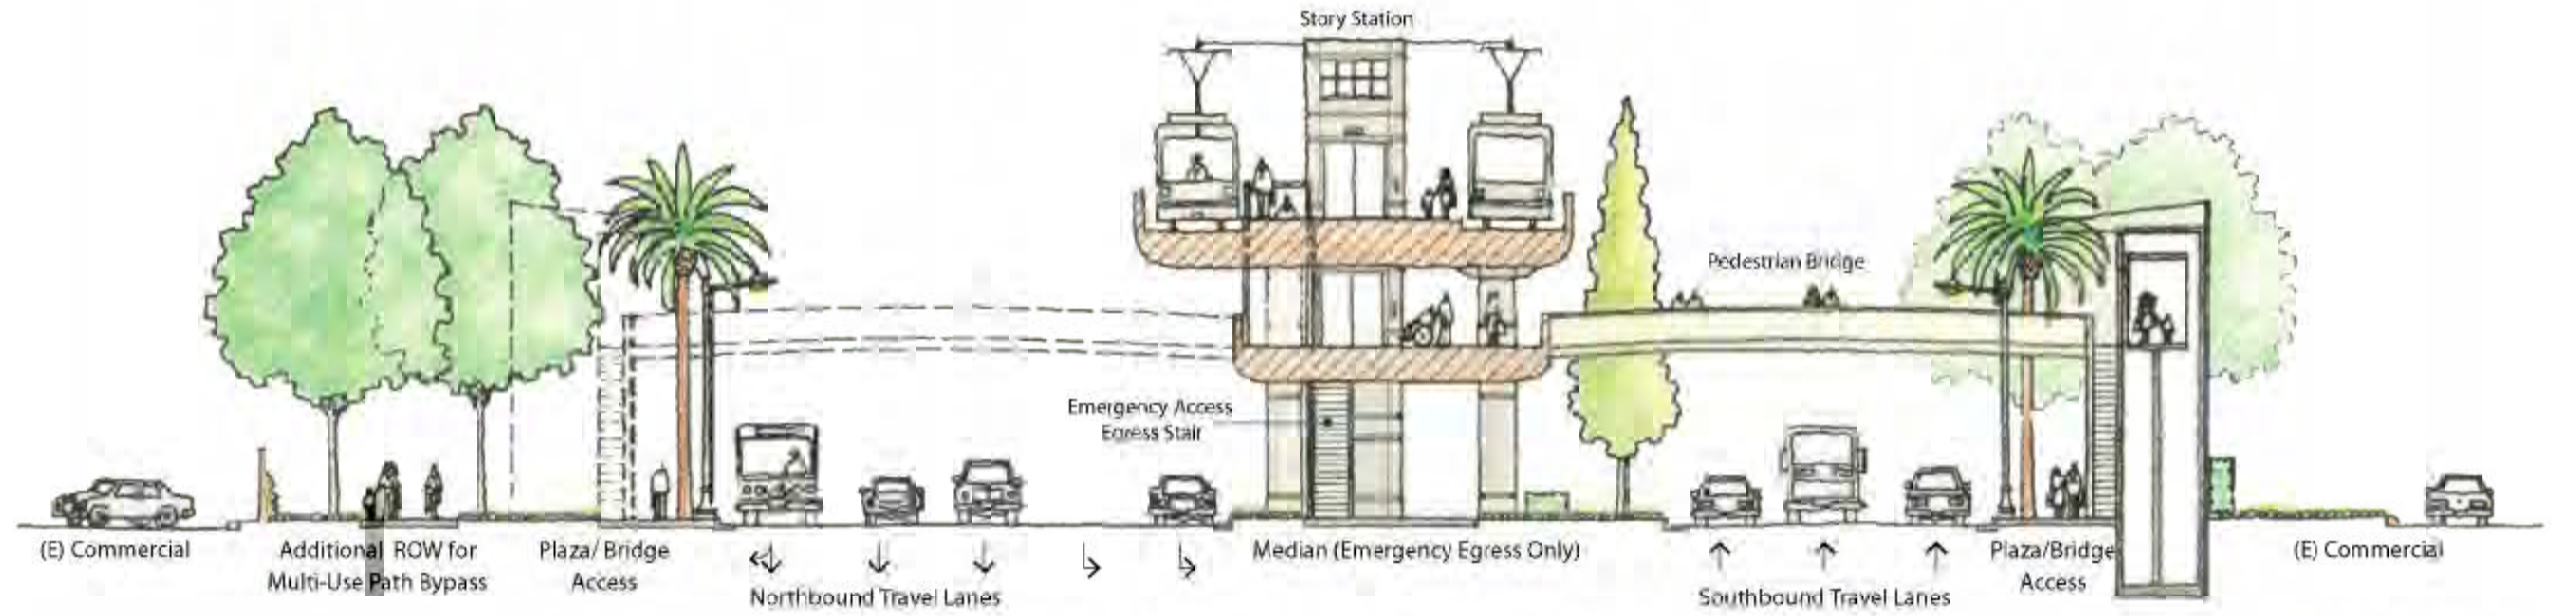 Story Station
Pedestrian Bridge
Emergency Access
Egress Stair
(E) Commercial
Additional ROW for
Multi-Use Path Bypass
Plaza/Bridge
Access
Northbound Travel Lanes
Median (Emergency Egress Only)
Southbound Travel Lanes
Plaza/Bridge
Access
(E) Commercial